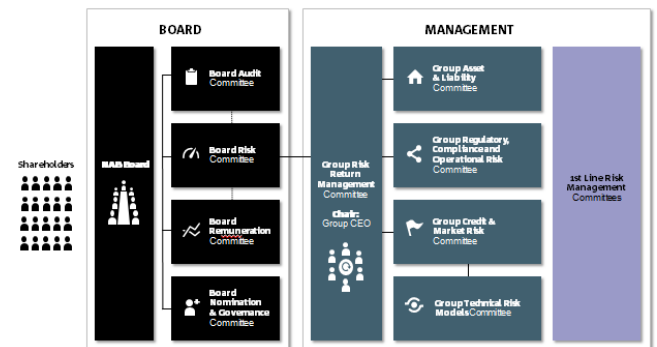 BOARD
MANAGEMENT
Shareholders
NAB Board
Board Audit
Committee
Board Risk
Committee
Board
Remuneration
Committee
Board
Nomination
& Governance
Committee
Group Risk
Return
Management
Committee
Chair:
Group CEO
Group Asset
& Liability
Committee
Group Regulatory,
Compliance and
Operational Risk
Committee
Group Credit &
Market Risk
Committee
Group Technical Risk
Models Committee
1st Line Risk
Management
Committees